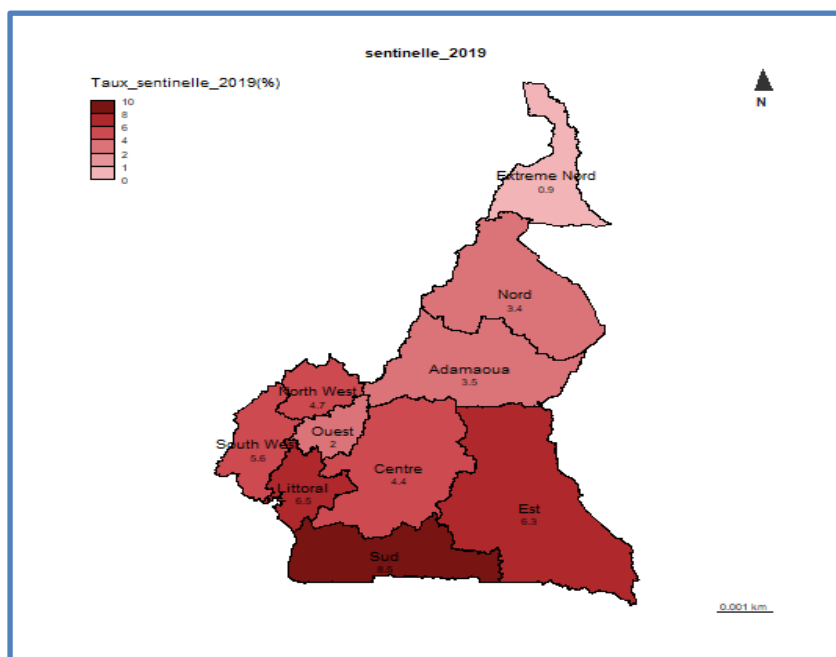 sentinelle_2019
Taux_sentinelle_2019(%)
10
8
6
4
2
1
0
N
Extreme Nord
0.9
Nord
3.4
Adamaoua
3.5
North West
4.7
Ouest
2
South West
5.6
Centre
4.4
Littoral
6.5
Est
6.3
Sud
0.001 km